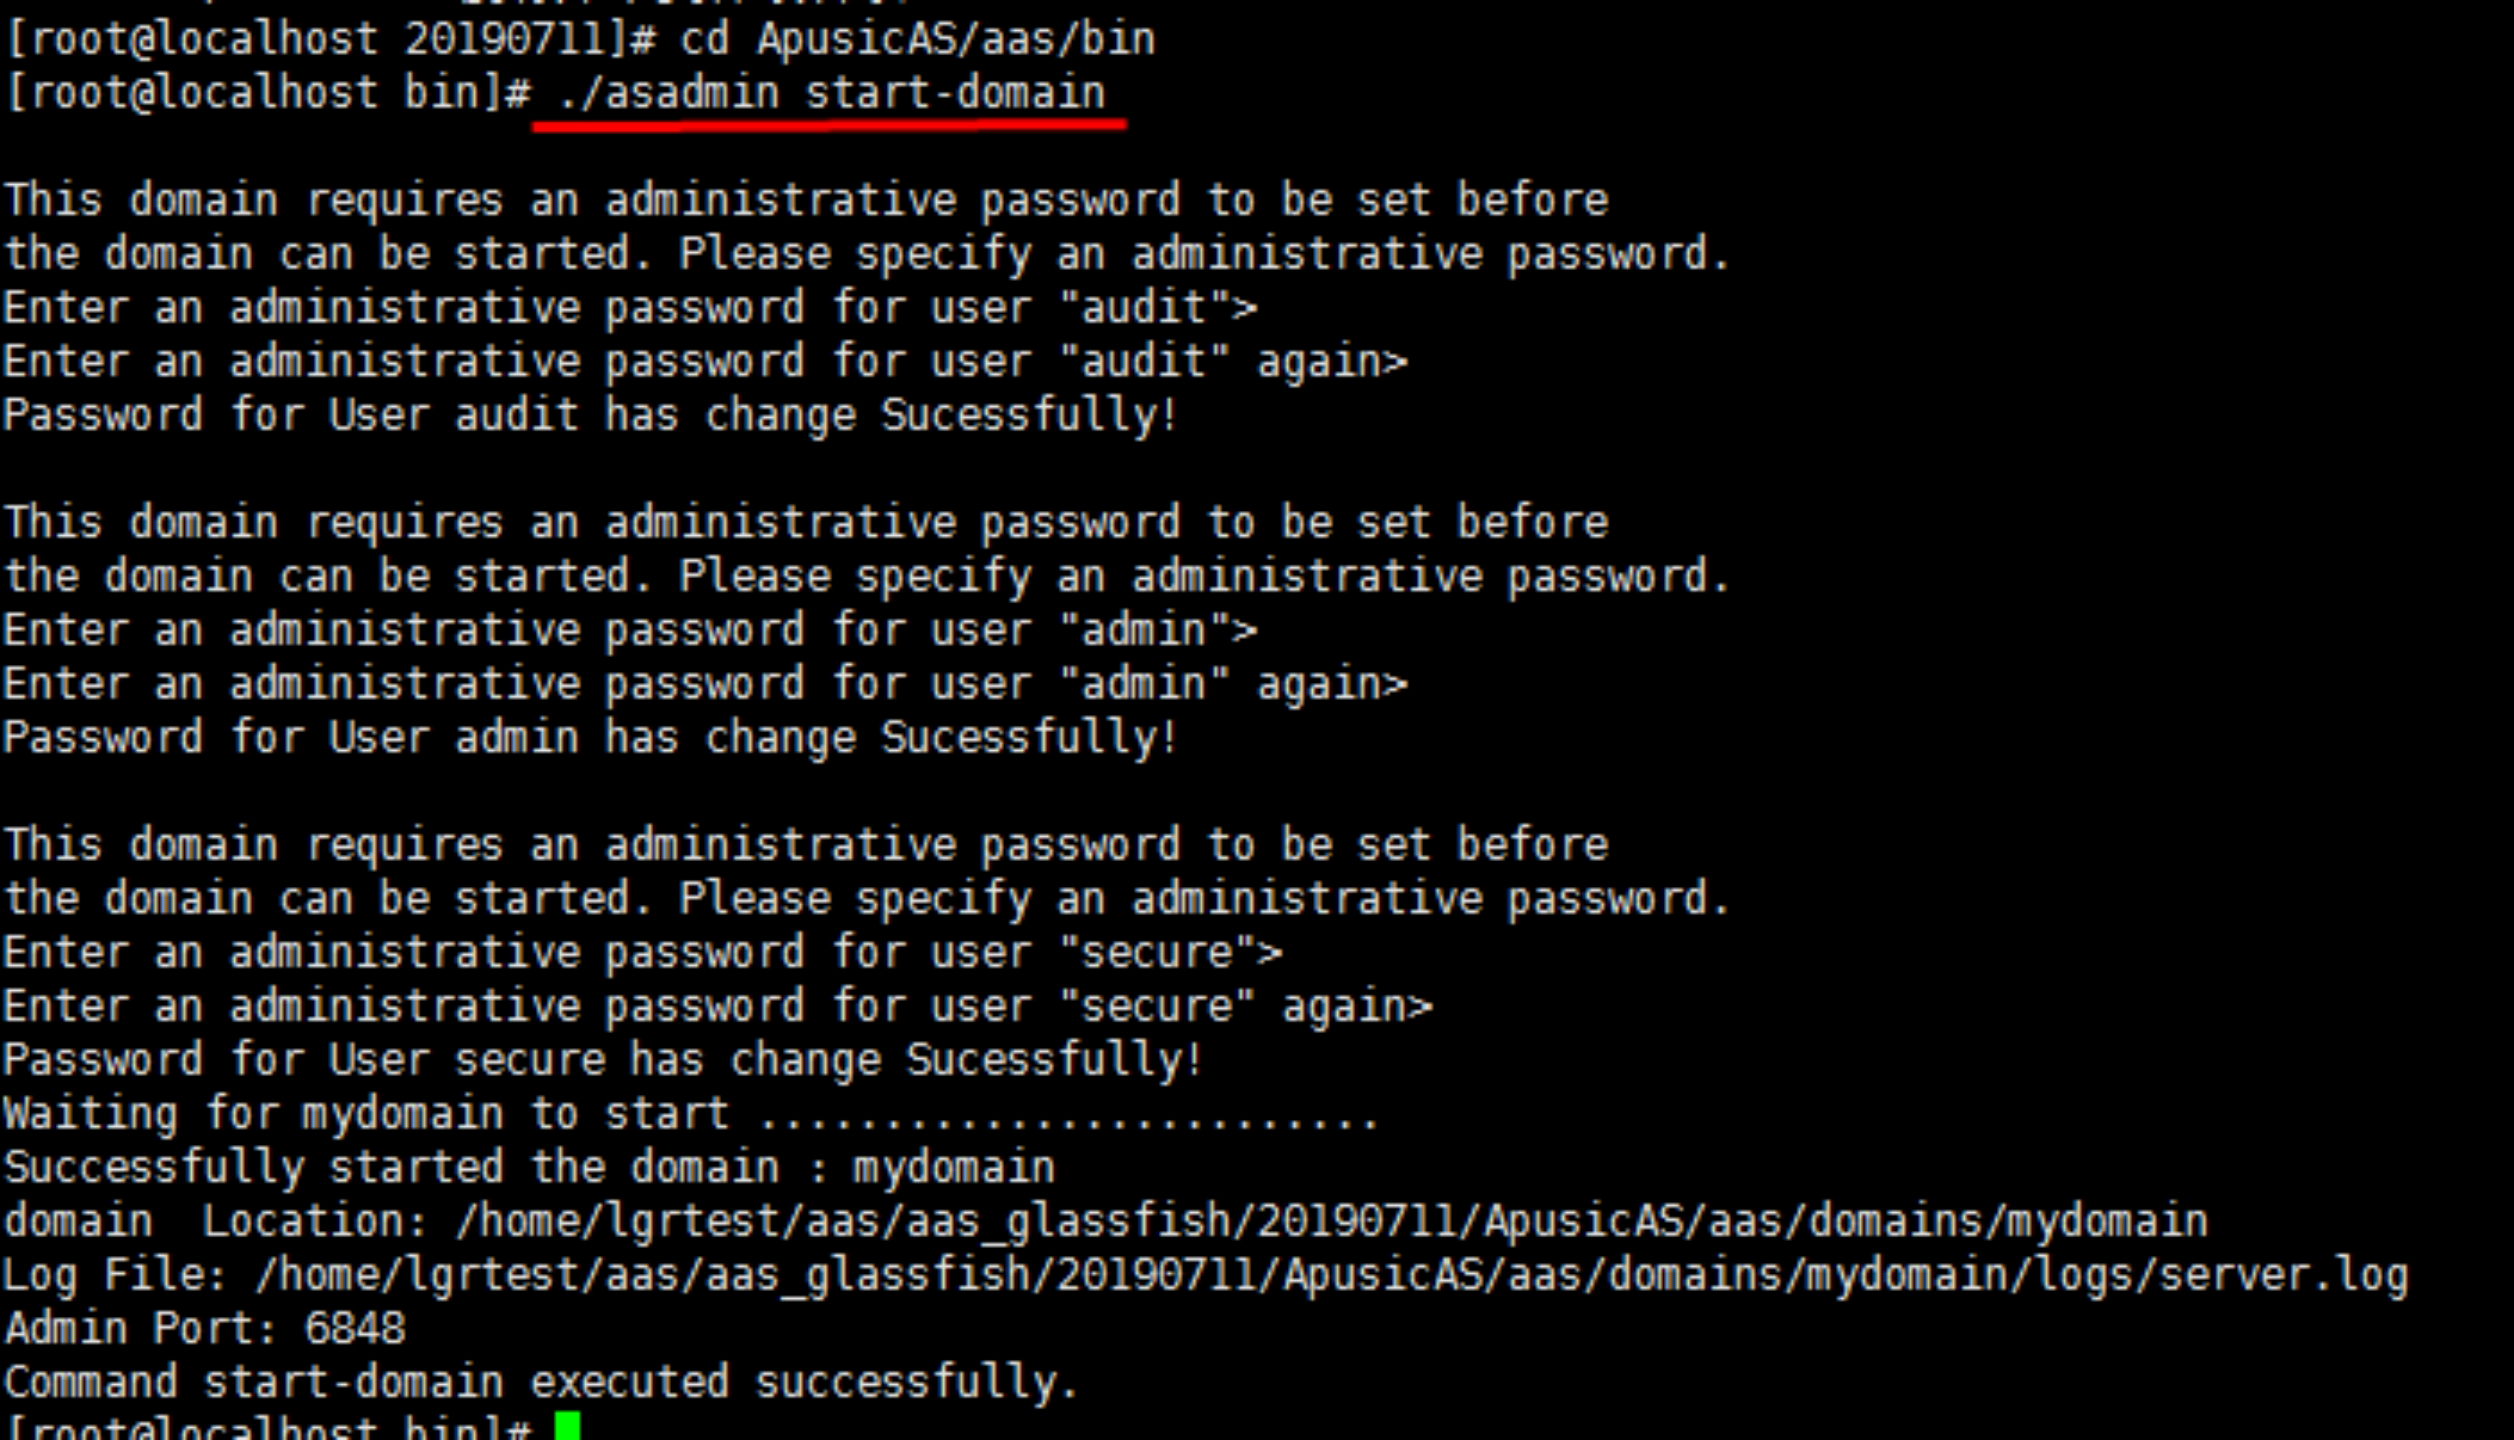 [root@localhost 20190711]# cd ApusicAS/aas/bin
[root@localhost bin]# ./asadmin start-domain
This domain requires an administrative password to be set before
the domain can be started. Please specify an administrative password.
Enter an administrative password for user "audit">
Enter an administrative password for user "audit" again>
Password for User audit has change Sucessfully!
This domain requires an administrative password to be set before
the domain can be started. Please specify an administrative password.
Enter an administrative password for user "admin">
Enter an administrative password for user "admin" again>
Password for User admin has change Sucessfully!
This domain requires an administrative password to be set before
the domain can be started. Please specify an administrative password.
Enter an administrative password for user "secure">
Enter an administrative password for user "secure" again>
Password for User secure has change Sucessfully!
Waiting for mydomain to start .........................
Successfully started the domain : mydomain
domain  Location: /home/lgrtest/aas/aas_glassfish/20190711/ApusicAS/aas/domains/mydomain
Log File: /home/lgrtest/aas/aas_glassfish/20190711/ApusicAS/aas/domains/mydomain/logs/server.log
Admin Port: 6848
Command start-domain executed successfully.
[root@localhost bin]#